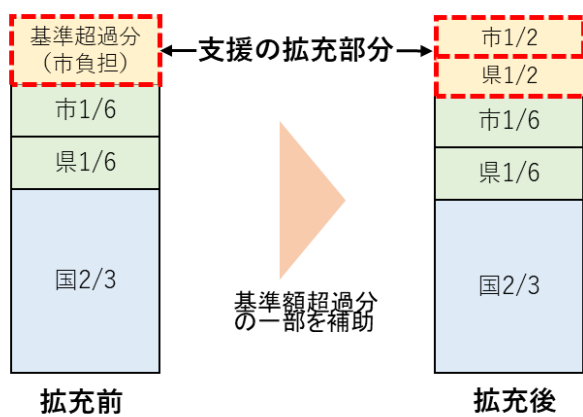 基準超過分
（市負担）
市1/6
県1/6
国2/3
拡充前
支援の拡充部分
基準額超過分
の一部を補助
市1/2
県1/2
市1/6
県1/6
国2/3
拡充後